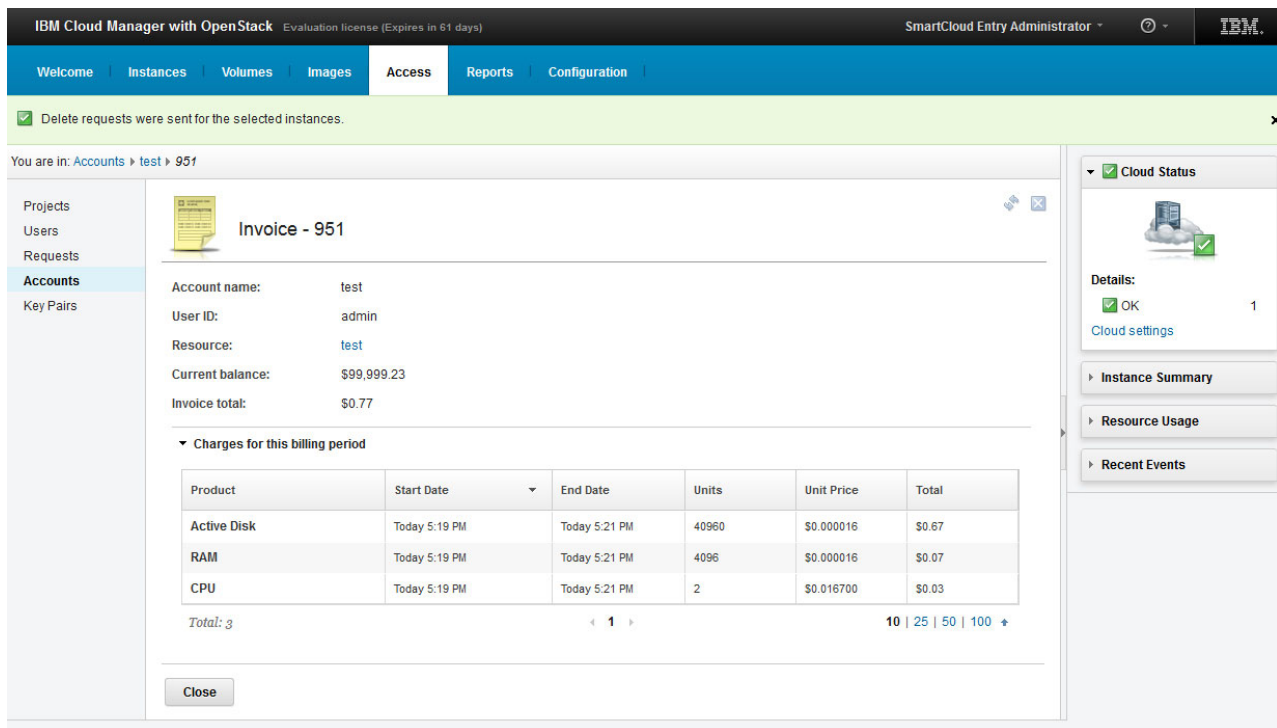 IBM Cloud Manager with OpenStack Evaluation license (Expires in 61 days) SmartCloud Entry Administrator IBM.
Welcome Instances Volumes Images Access Reports Configuration
Delete requests were sent for the selected instances.
You are in: Accounts test 951
Projects
Users
Requests
Accounts
Key Pairs
Invoice - 951
Account name: test
User ID: admin
Resource: test
Current balance: $99,999.23
Invoice total: $0.77
Charges for this billing period
Product Start Date End Date Units Unit Price Total
Active Disk Today 5:19 PM Today 5:21 PM 40960 $0.000016 $0.67
RAM Today 5:19 PM Today 5:21 PM 4096 $0.000016 $0.07
CPU Today 5:19 PM Today 5:21 PM 2 $0.016700 $0.03
Total: 3 1 10 | 25 | 50 | 100
Close
Cloud Status
Details:
OK 1
Cloud settings
Instance Summary
Resource Usage
Recent Events